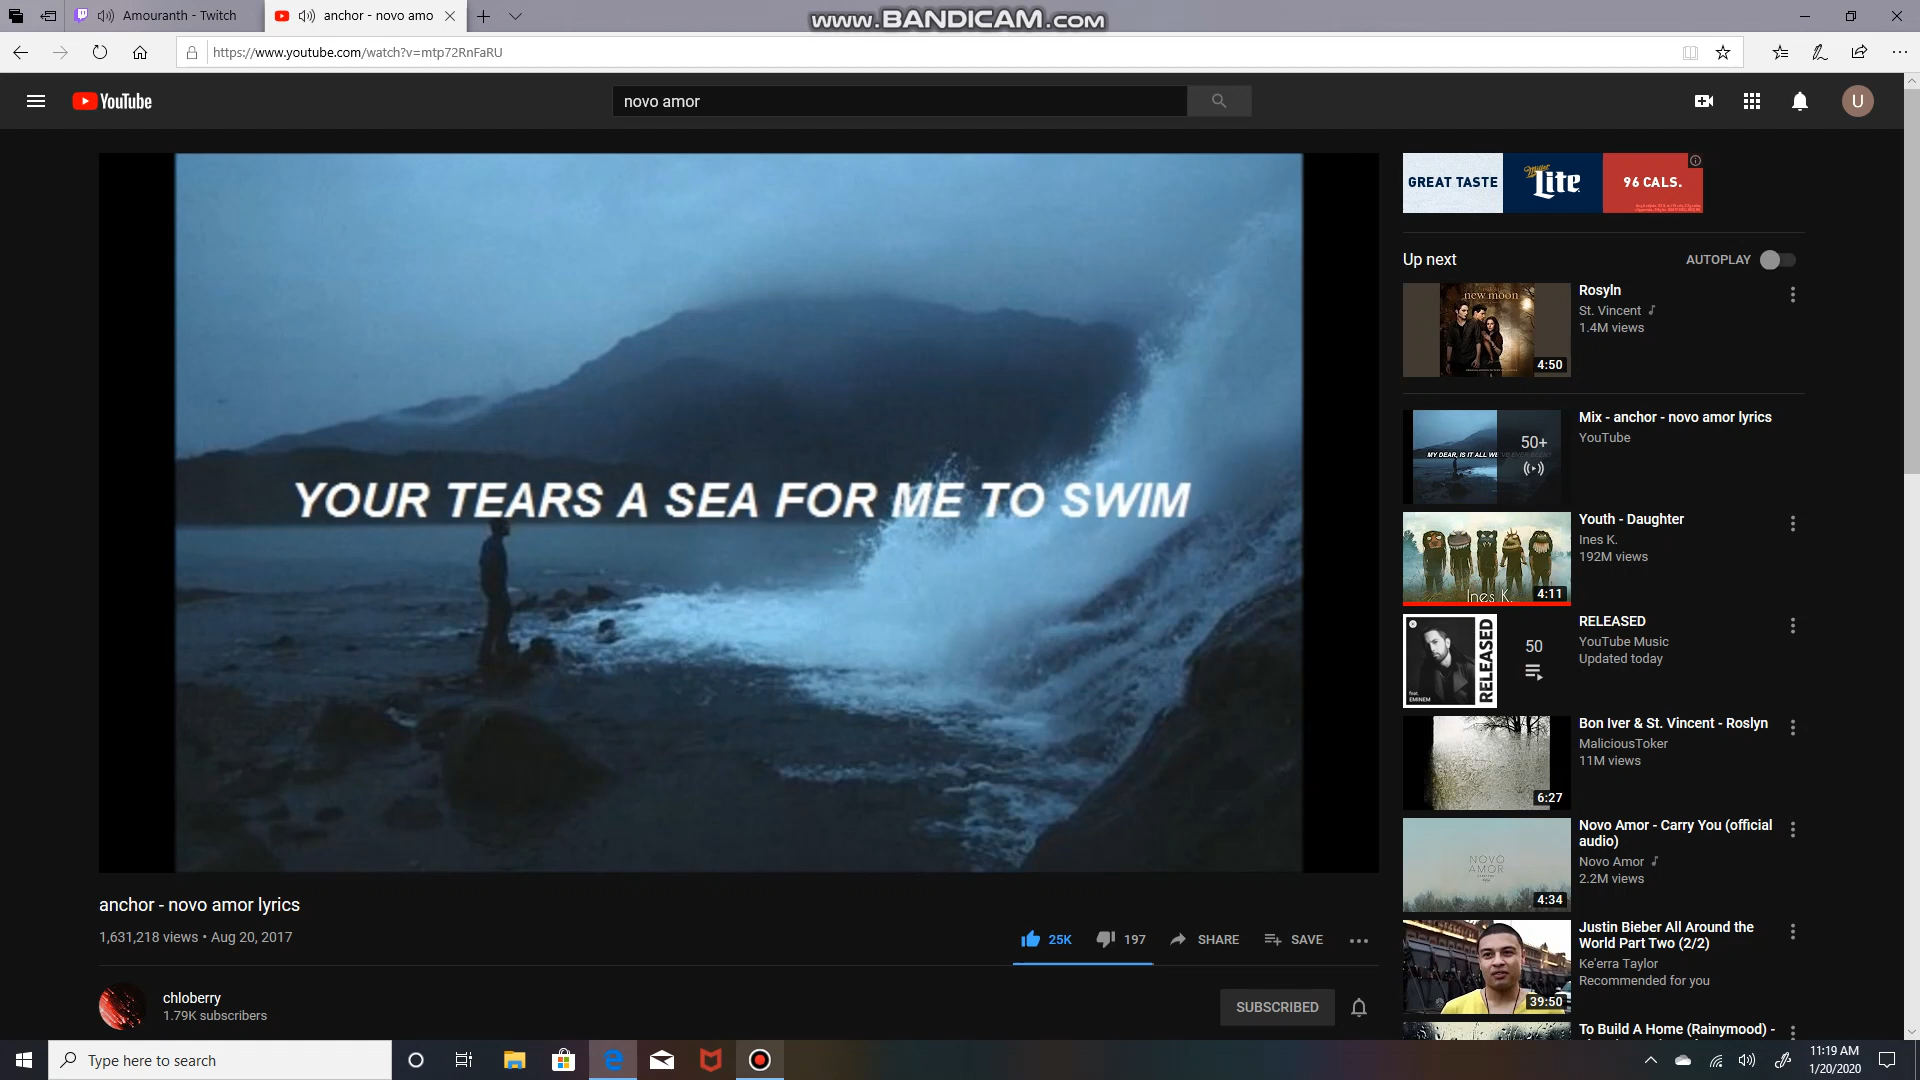 Amouranth - Twitch
anchor - novo amo
www.BANDICAM.com
https://www.youtube.com/watch?v=mtp72RnFaRU
YouTube
novo amor
U
YOUR TEARS A SEA FOR ME TO SWIM
GREAT TASTE
Miller Lite
96 CALS.
Up next
AUTOPLAY
new moon
4:50
Rosyln
St. Vincent
1.4M views
50+
Mix - anchor - novo amor lyrics
YouTube
Ines K.
4:11
Youth - Daughter
Ines K.
192M views
RELEASED
feat.
EMINEM
50
RELEASED
YouTube Music
Updated today
6:27
Bon Iver & St. Vincent - Roslyn
MaliciousToker
11M views
NOVO
AMOR
4:34
Novo Amor - Carry You (official
audio)
Novo Amor
2.2M views
39:50
Justin Bieber All Around the
World Part Two (2/2)
Ke'erra Taylor
Recommended for you
To Build A Home (Rainymood) -
anchor - novo amor lyrics
1,631,218 views • Aug 20, 2017
25K
197
SHARE
SAVE
chloberry
1.79K subscribers
SUBSCRIBED
Type here to search
11:19 AM
1/20/2020